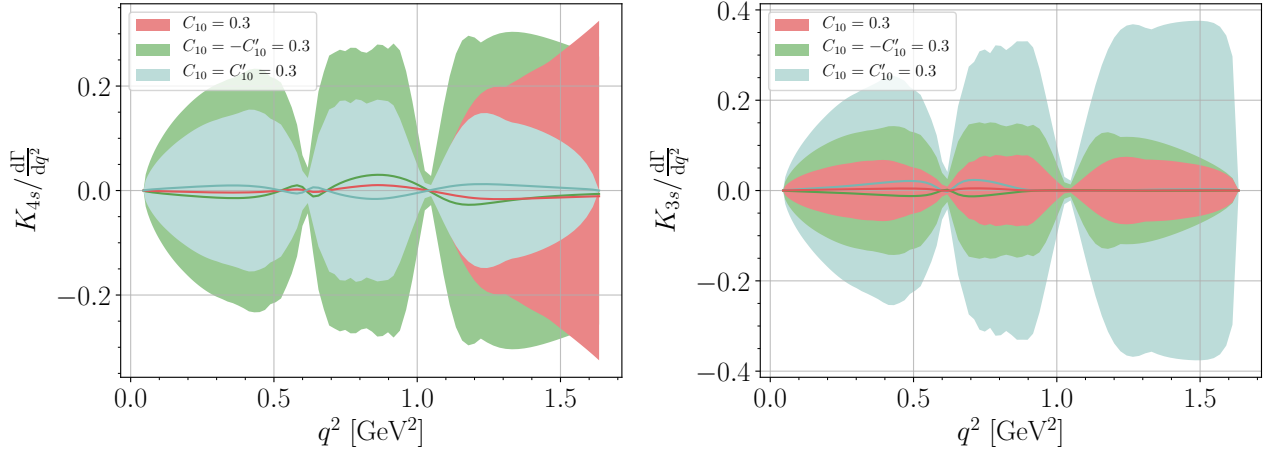 C₁₀ = 0.3
C₁₀ = −C′₁₀ = 0.3
C₁₀ = C′₁₀ = 0.3
0.2
0.0
−0.2
K₄ₛ/dΓ/dq²
0.0
0.5
1.0
1.5
q² [GeV²]
C₁₀ = 0.3
C₁₀ = −C′₁₀ = 0.3
C₁₀ = C′₁₀ = 0.3
0.4
0.2
0.0
−0.2
−0.4
K₃ₛ/dΓ/dq²
0.0
0.5
1.0
1.5
q² [GeV²]